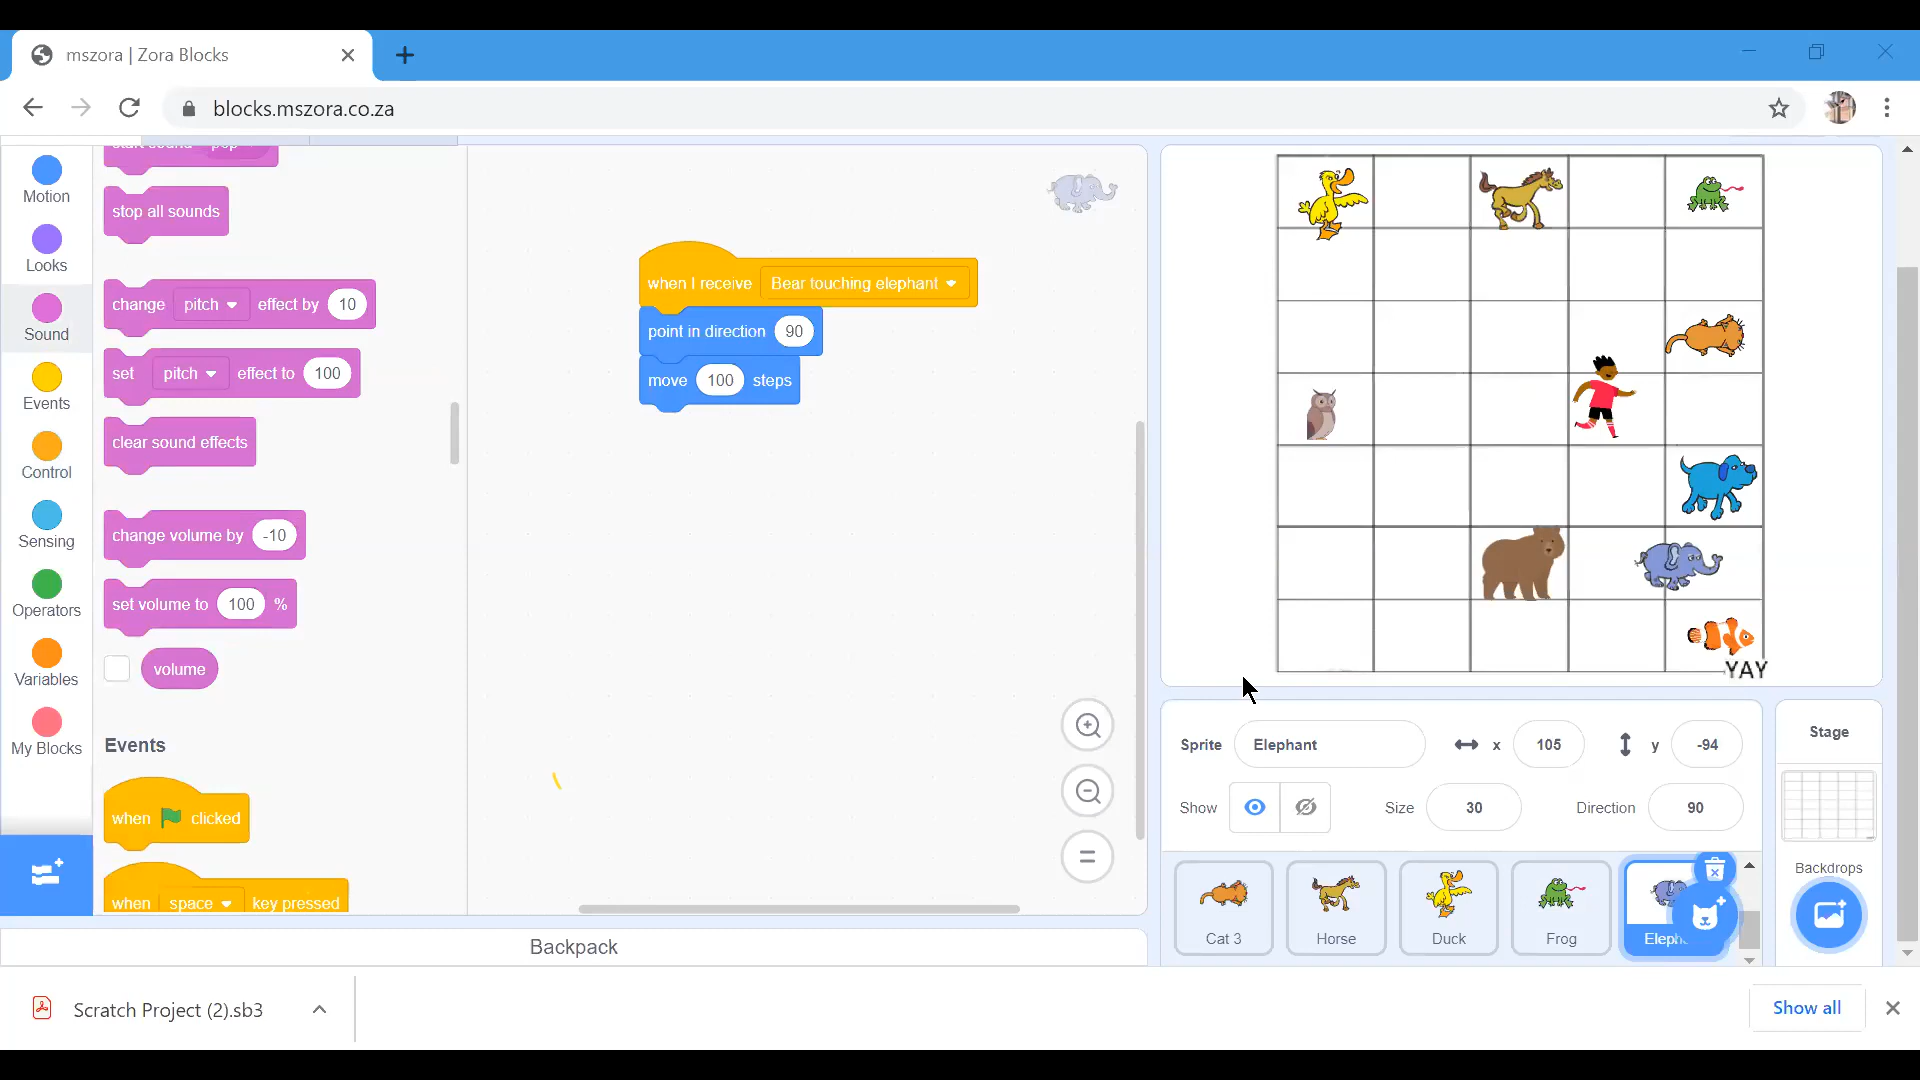 mszora | Zora Blocks
blocks.mszora.co.za
Motion
Looks
Sound
Events
Control
Sensing
Operators
Variables
My Blocks
start sound pop
stop all sounds
change pitch effect by 10
set pitch effect to 100
clear sound effects
change volume by -10
set volume to 100 %
volume
Events
when clicked
when space key pressed
when I receive Bear touching elephant
point in direction 90
move 100 steps
Backpack
YAY
Sprite Elephant x 105 y -94
Show Size 30 Direction 90
Cat 3
Horse
Duck
Frog
Eleph
Stage
Backdrops
Scratch Project (2).sb3
Show all